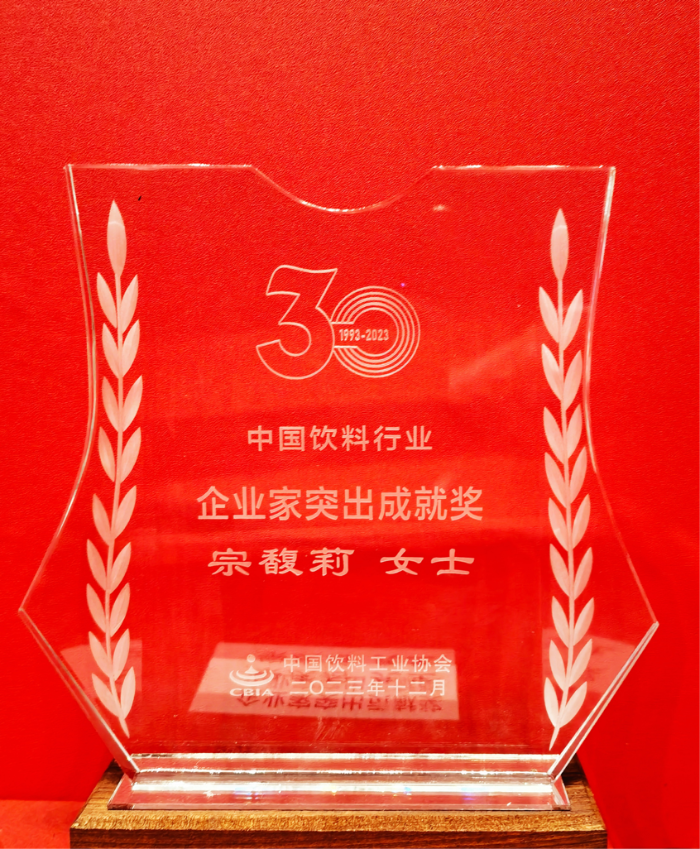 30
1993-2023
中国饮料行业
企业家突出成就奖
宗馥莉 女士
CBIA
中国饮料工业协会
二〇二三年十二月